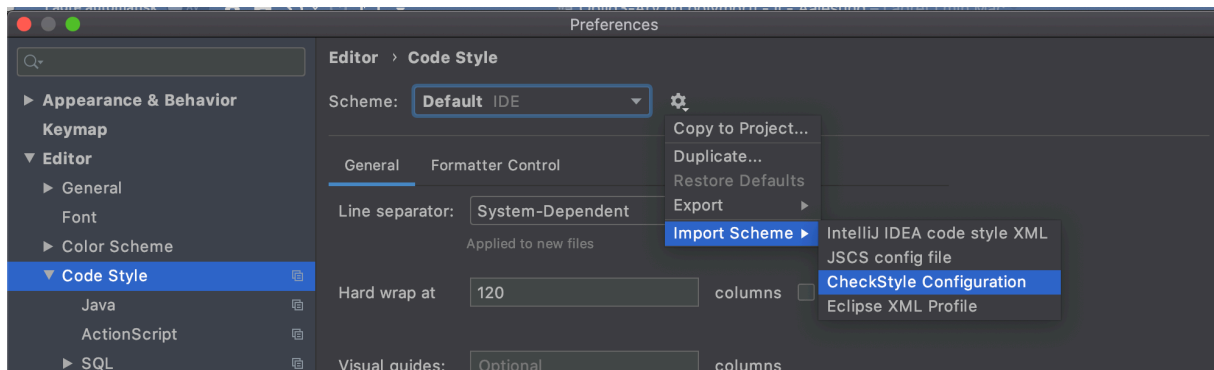 Preferences
Appearance & Behavior
Keymap
Editor
General
Font
Color Scheme
Code Style
Java
ActionScript
SQL
Editor › Code Style
Scheme: Default IDE
General Formatter Control
Line separator: System-Dependent
Applied to new files
Hard wrap at 120 columns
Visual guides: Optional columns
Copy to Project...
Duplicate...
Restore Defaults
Export
Import Scheme
IntelliJ IDEA code style XML
JSCS config file
CheckStyle Configuration
Eclipse XML Profile